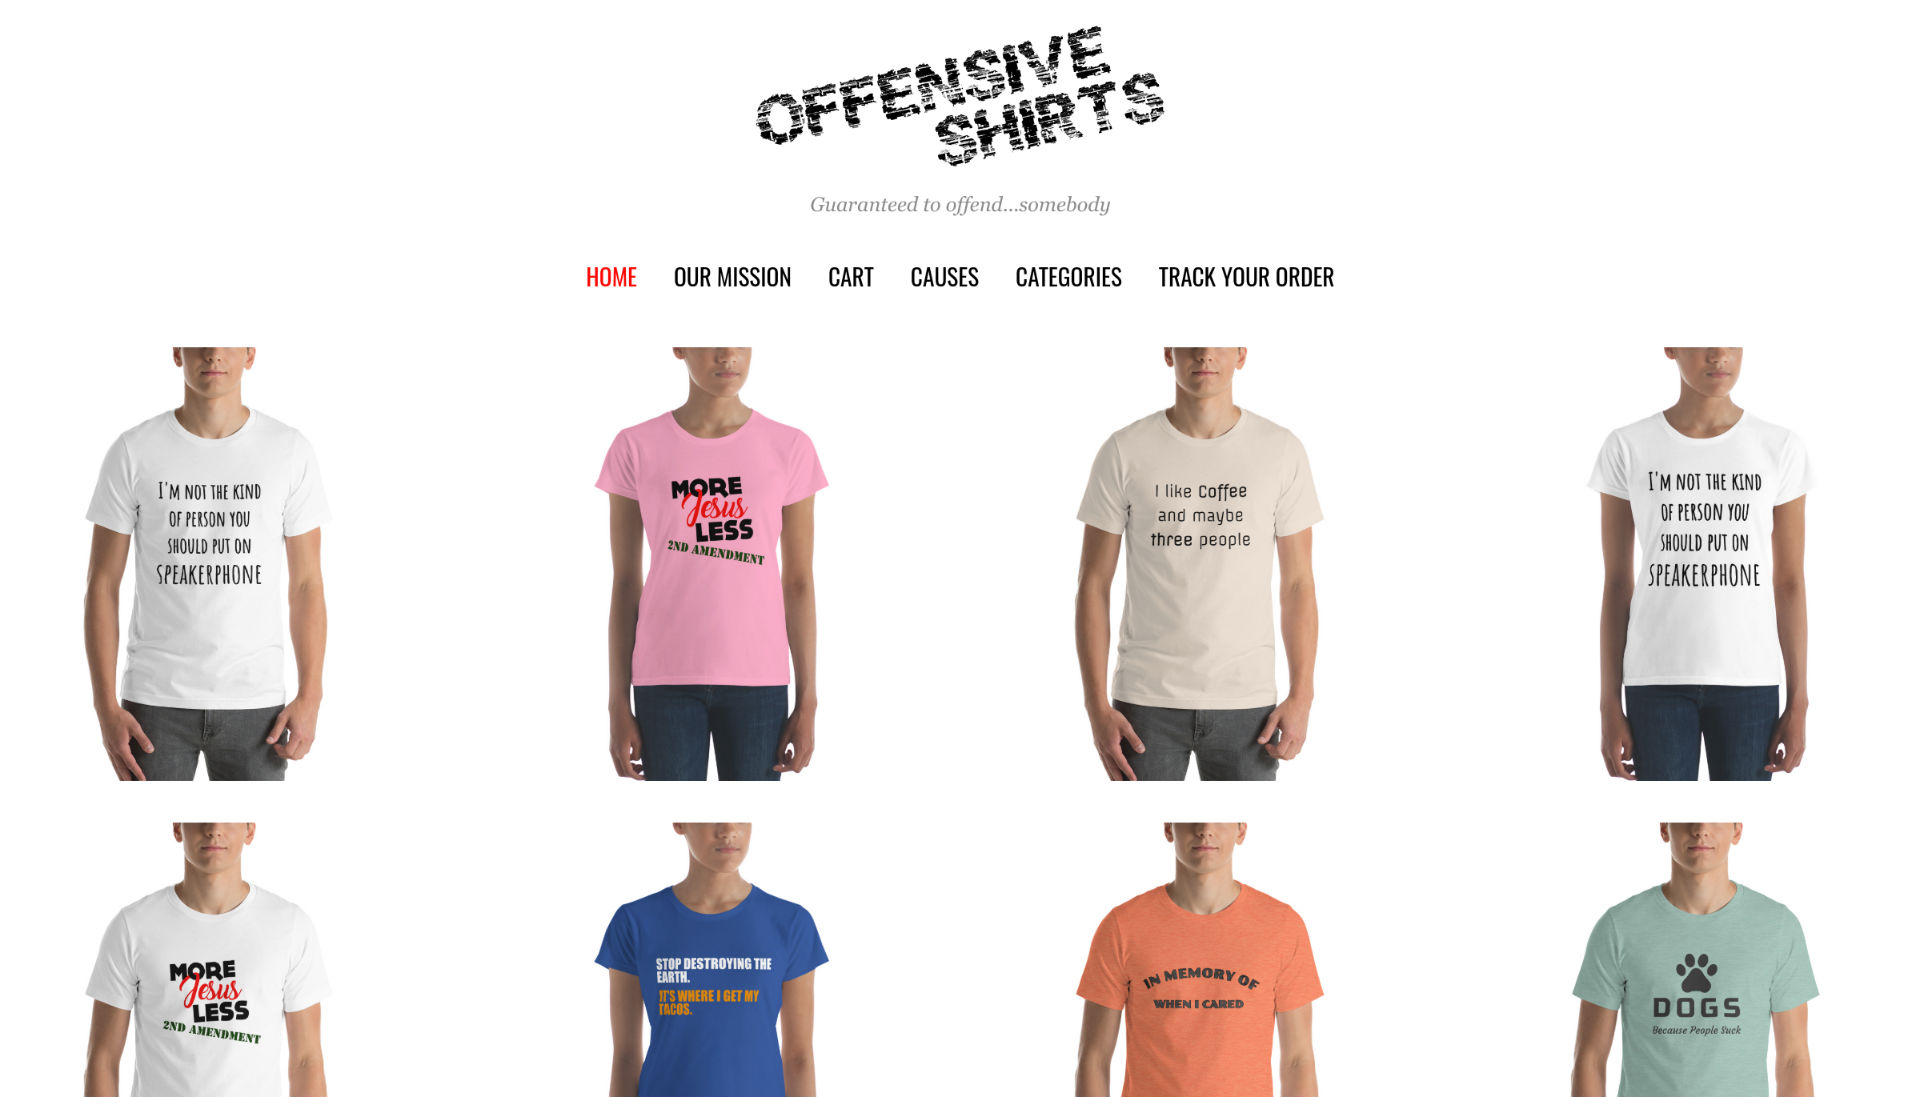 OFFENSIVE
SHIRTS
Guaranteed to offend...somebody
HOME OUR MISSION CART CAUSES CATEGORIES TRACK YOUR ORDER
I'M NOT THE KIND
OF PERSON YOU
SHOULD PUT ON
SPEAKERPHONE
MORE
Jesus
LESS
2ND AMENDMENT
I like Coffee
and maybe
three people
I'M NOT THE KIND
OF PERSON YOU
SHOULD PUT ON
SPEAKERPHONE
MORE
Jesus
LESS
2ND AMENDMENT
STOP DESTROYING THE
EARTH.
IT'S WHERE I GET MY
TACOS.
IN MEMORY OF
WHEN I CARED
DOGS
Because People Suck